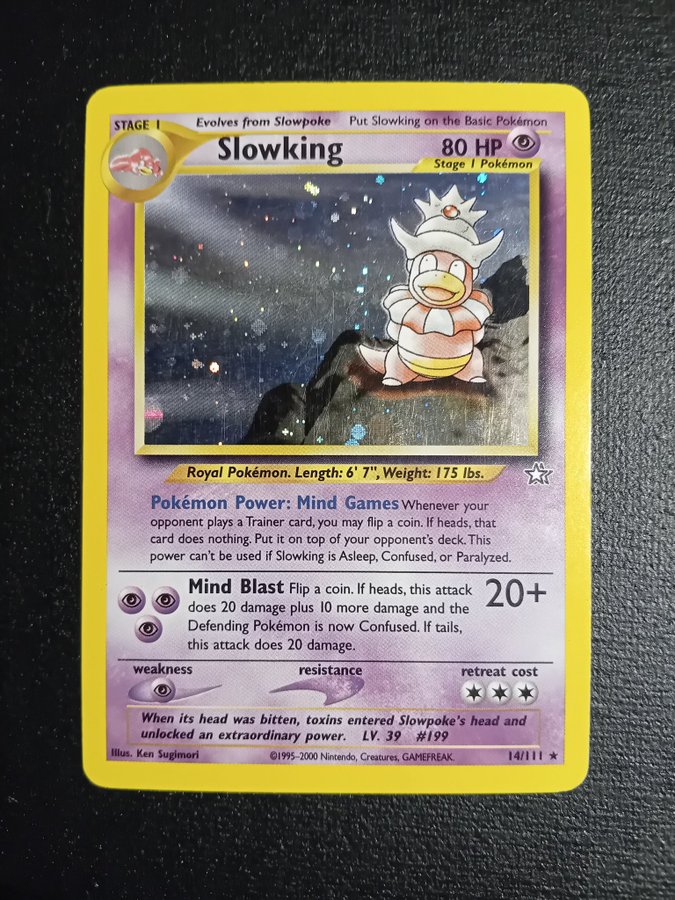 STAGE 1 Evolves from Slowpoke Put Slowking on the Basic Pokémon
Slowking 80 HP
Stage 1 Pokémon
Royal Pokémon. Length: 6' 7", Weight: 175 lbs.
Pokémon Power: Mind Games Whenever your
opponent plays a Trainer card, you may flip a coin. If heads, that
card does nothing. Put it on top of your opponent's deck. This
power can't be used if Slowking is Asleep, Confused, or Paralyzed.
Mind Blast Flip a coin. If heads, this attack 20+
does 20 damage plus 10 more damage and the
Defending Pokémon is now Confused. If tails,
this attack does 20 damage.
weakness resistance retreat cost
When its head was bitten, toxins entered Slowpoke's head and
unlocked an extraordinary power. LV. 39 #199
Illus. Ken Sugimori ©1995-2000 Nintendo, Creatures, GAMEFREAK. 14/111 ★